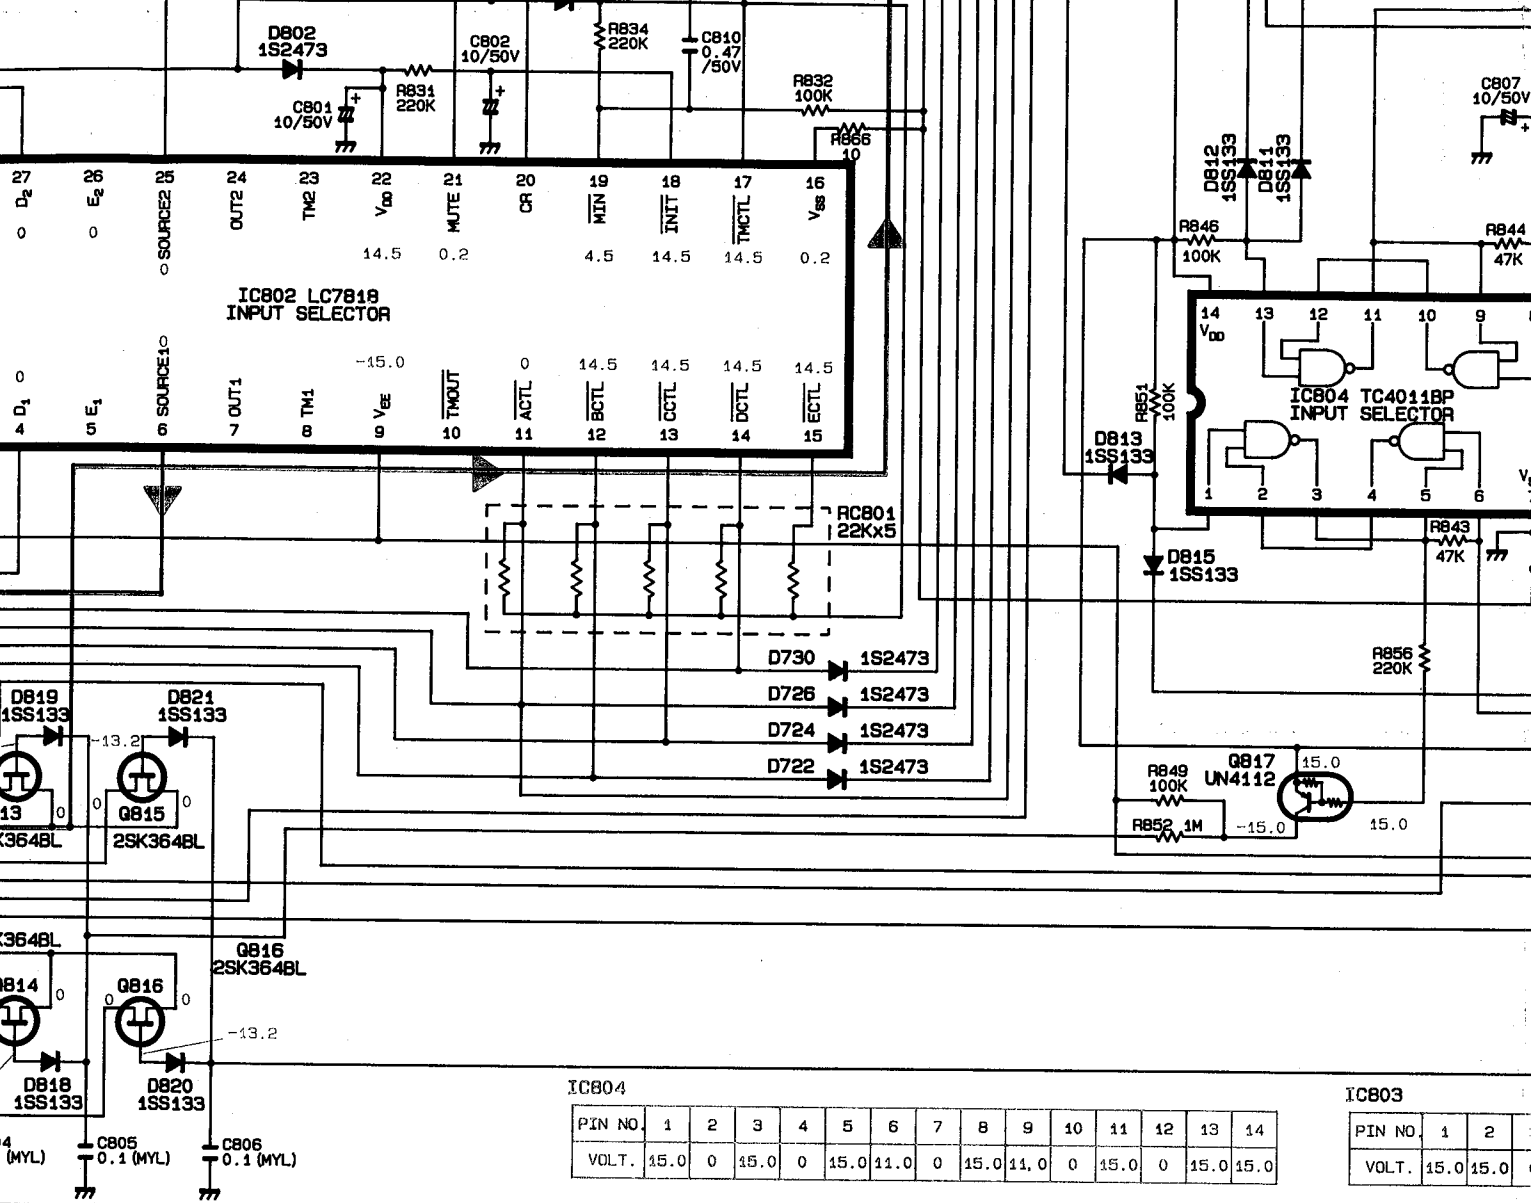 D802
1S2473
C802
10/50V
R834
220K
C810
0.47
/50V
C801
10/50V
+
R831
220K
+
R832
100K
R866
10
C807
10/50V
+
D812
1SS133
D811
1SS133
27 26 25 24 23 22 21 20 19 18 17 16
D2 E2 SOURCE2 OUT2 TM2 VDD MUTE CR MIN INIT TMCTL VSS
0 0 0 14.5 0.2 4.5 14.5 14.5 0.2
IC802 LC7818
INPUT SELECTOR
0 0 -15.0 0 14.5 14.5 14.5 14.5
D1 E1 SOURCE1 OUT1 TM1 VEE TMOUT ACTL BCTL CCTL DCTL ECTL
4 5 6 7 8 9 10 11 12 13 14 15
R846
100K
R844
47K
14 13 12 11 10 9
VDD
IC804 TC4011BP
INPUT SELECTOR
1 2 3 4 5 6
R851
100K
D813
1SS133
D815
1SS133
R843
47K
RC801
22Kx5
R856
220K
D730 1S2473
D726 1S2473
D724 1S2473
D722 1S2473
D819
1SS133
D821
1SS133
-13.2
13
0
0
Q815
0
K364BL
2SK364BL
Q817
UN4112
15.0
R849
100K
R852 1M
-15.0
15.0
K364BL
Q816
2SK364BL
814
0
0
Q816
0
-13.2
D818
1SS133
D820
1SS133
4
(MYL)
C805
0.1(MYL)
C806
0.1(MYL)
IC804
PIN NO. 1 2 3 4 5 6 7 8 9 10 11 12 13 14
VOLT. 15.0 0 15.0 0 15.0 11.0 0 15.0 11.0 0 15.0 0 15.0 15.0
IC803
PIN NO. 1 2
VOLT. 15.0 15.0